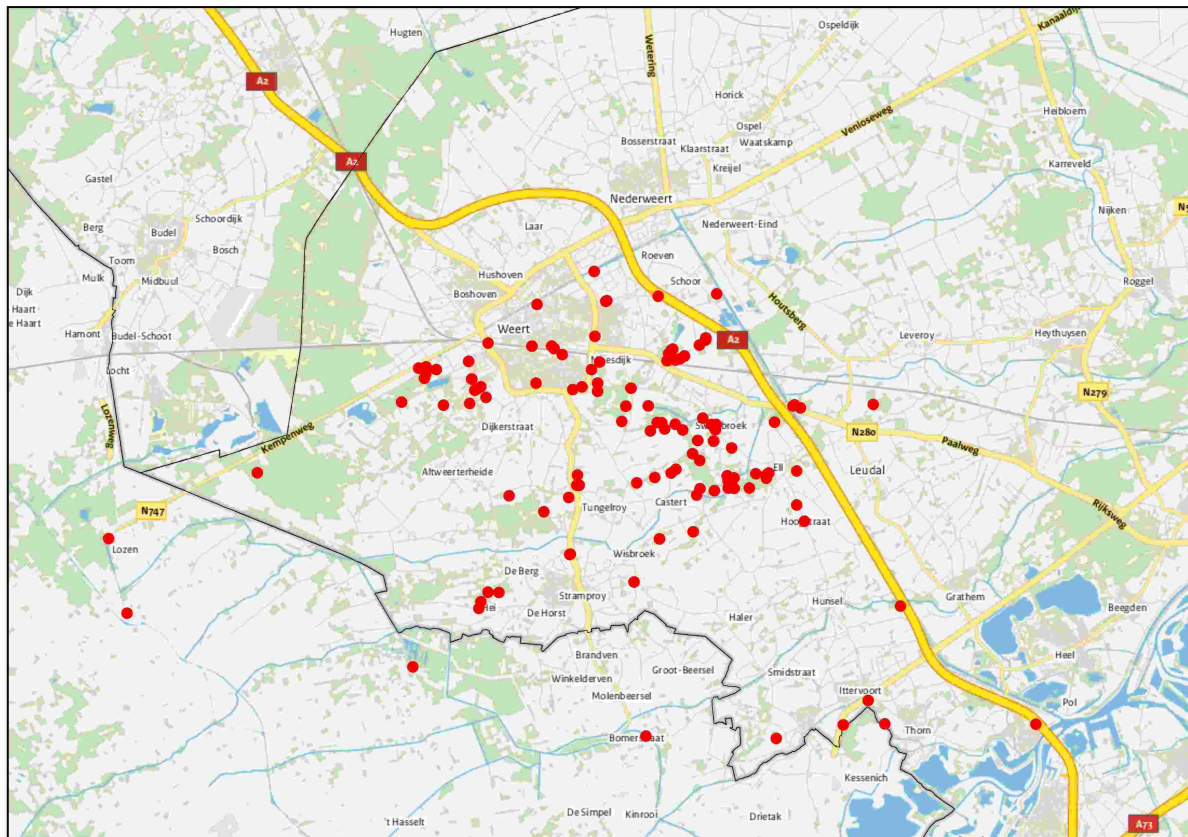 Hugten
Ospeldijk
Kanaaldijk
Wetering
A2
Horick
Heibloem
Venloseweg
Ospel
Waatskamp
Bosserstraat
Klaarstraat
Kreijel
A2
Karreveld
Gastel
Nederweert
Nijken
Schoordijk
Berg
Budel
Laar
Nederweert-Eind
Bosch
Roeven
Toom
Mulk
Midbuul
Hushoven
Schoor
Roggel
Dijk
Boshoven
Houtsberg
Haart
Hamont
Budel-Schoot
Weert
Leveroy
Heythuysen
A2
Locht
N279
Lozenweg
Kempenweg
Dijkerstraat
N280
Paalweg
Altweerterheide
Ell
Leudal
N747
Castert
Tungelroy
Rijksweg
Lozen
Wisbroek
De Berg
Stramproy
Hunsel
Grathem
Hei
De Horst
Haler
Beegden
Brandven
Groot-Beersel
Smidstraat
Heel
Winkelderven
Molenbeersel
Ittervoort
Pol
Thorn
Kessenich
't Hasselt
De Simpel
Kinrooi
Drietak
A73